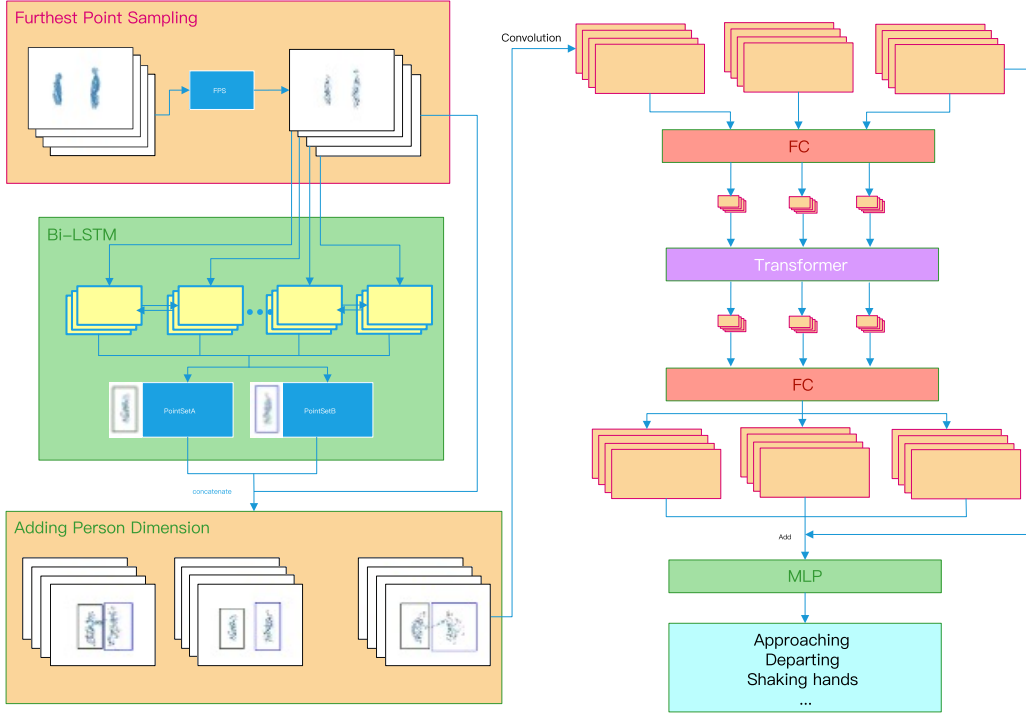 Furthest Point Sampling
FPS
Bi-LSTM
PointSetA
PointSetB
concatenate
Adding Person Dimension
Convolution
FC
Transformer
FC
Add
MLP
Approaching
Departing
Shaking hands
...